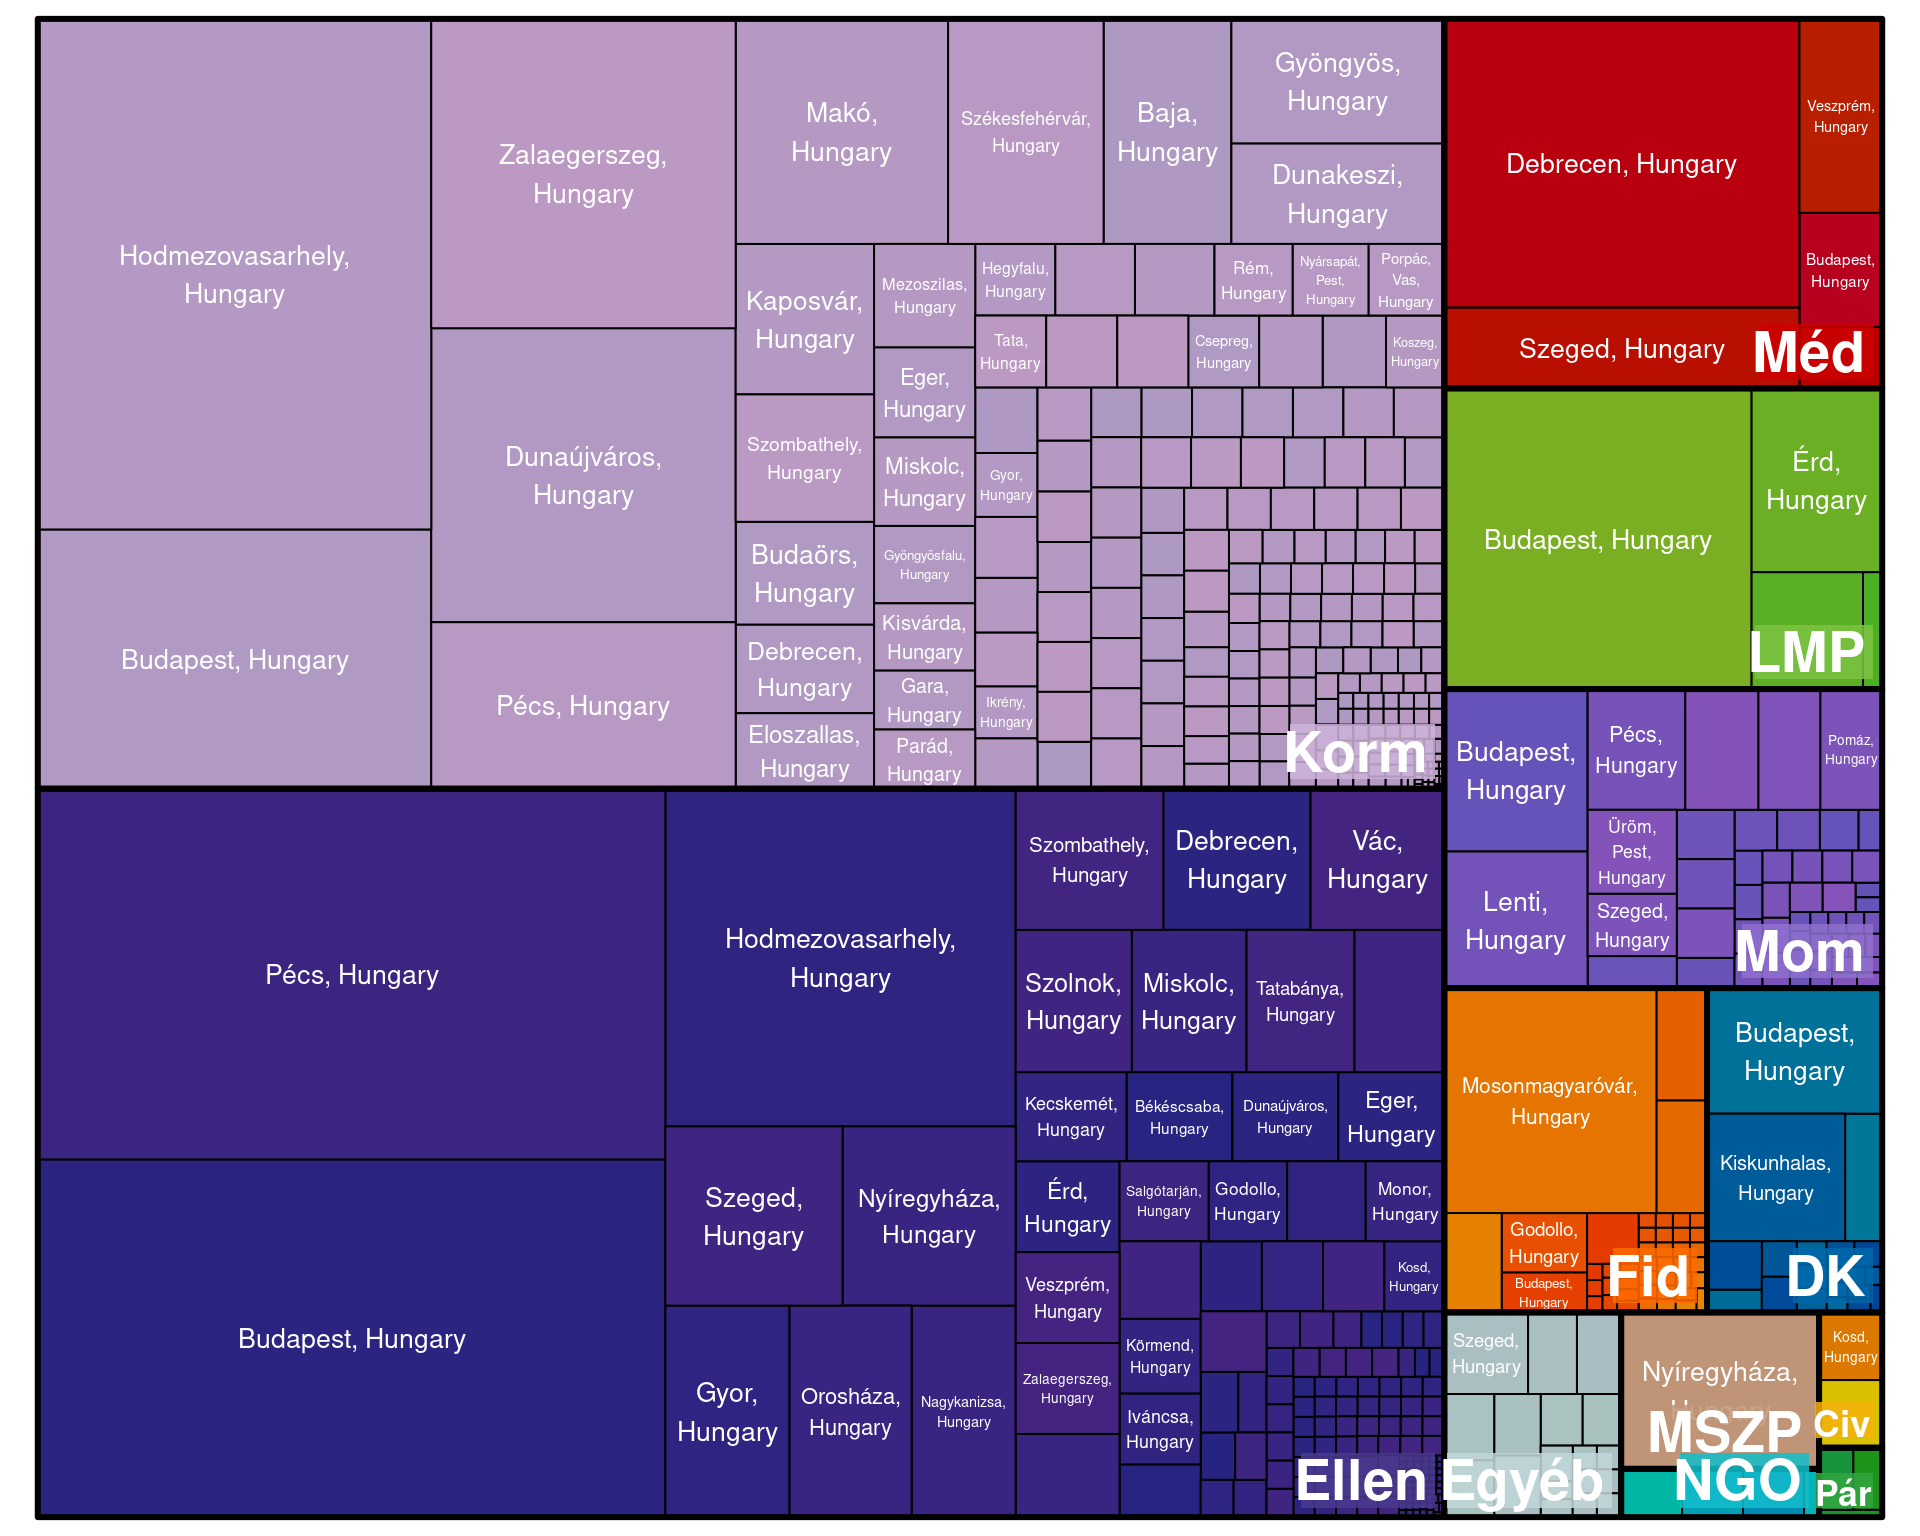 Hodmezovasarhely,
Hungary
Budapest, Hungary
Zalaegerszeg,
Hungary
Dunaújváros,
Hungary
Pécs, Hungary
Makó,
Hungary
Székesfehérvár,
Hungary
Baja,
Hungary
Gyöngyös,
Hungary
Dunakeszi,
Hungary
Kaposvár,
Hungary
Szombathely,
Hungary
Budaörs,
Hungary
Debrecen,
Hungary
Eloszallas,
Hungary
Mezoszilas,
Hungary
Eger,
Hungary
Miskolc,
Hungary
Gyöngyösfalu,
Hungary
Kisvárda,
Hungary
Gara,
Hungary
Parád,
Hungary
Hegyfalu,
Hungary
Rém,
Hungary
Nyársapát,
Pest,
Hungary
Porpác,
Vas,
Hungary
Tata,
Hungary
Csepreg,
Hungary
Koszeg,
Hungary
Gyor,
Hungary
Ikrény,
Hungary
Korm
Pécs, Hungary
Budapest, Hungary
Hodmezovasarhely,
Hungary
Szeged,
Hungary
Nyíregyháza,
Hungary
Gyor,
Hungary
Orosháza,
Hungary
Nagykanizsa,
Hungary
Szombathely,
Hungary
Debrecen,
Hungary
Vác,
Hungary
Szolnok,
Hungary
Miskolc,
Hungary
Tatabánya,
Hungary
Kecskemét,
Hungary
Békéscsaba,
Hungary
Dunaújváros,
Hungary
Eger,
Hungary
Érd,
Hungary
Salgótarján,
Hungary
Godollo,
Hungary
Monor,
Hungary
Veszprém,
Hungary
Kosd,
Hungary
Zalaegerszeg,
Hungary
Körmend,
Hungary
Iváncsa,
Hungary
Ellen
Debrecen, Hungary
Veszprém,
Hungary
Budapest,
Hungary
Szeged, Hungary
Méd
Budapest, Hungary
Érd,
Hungary
LMP
Budapest,
Hungary
Lenti,
Hungary
Pécs,
Hungary
Pomáz,
Hungary
Üröm,
Pest,
Hungary
Szeged,
Hungary
Mom
Mosonmagyaróvár,
Hungary
Godollo,
Hungary
Budapest,
Hungary
Fid
Budapest,
Hungary
Kiskunhalas,
Hungary
DK
Szeged,
Hungary
Egyéb
Nyíregyháza,
Hungary
MSZP
NGO
Kosd,
Hungary
Civ
Pár